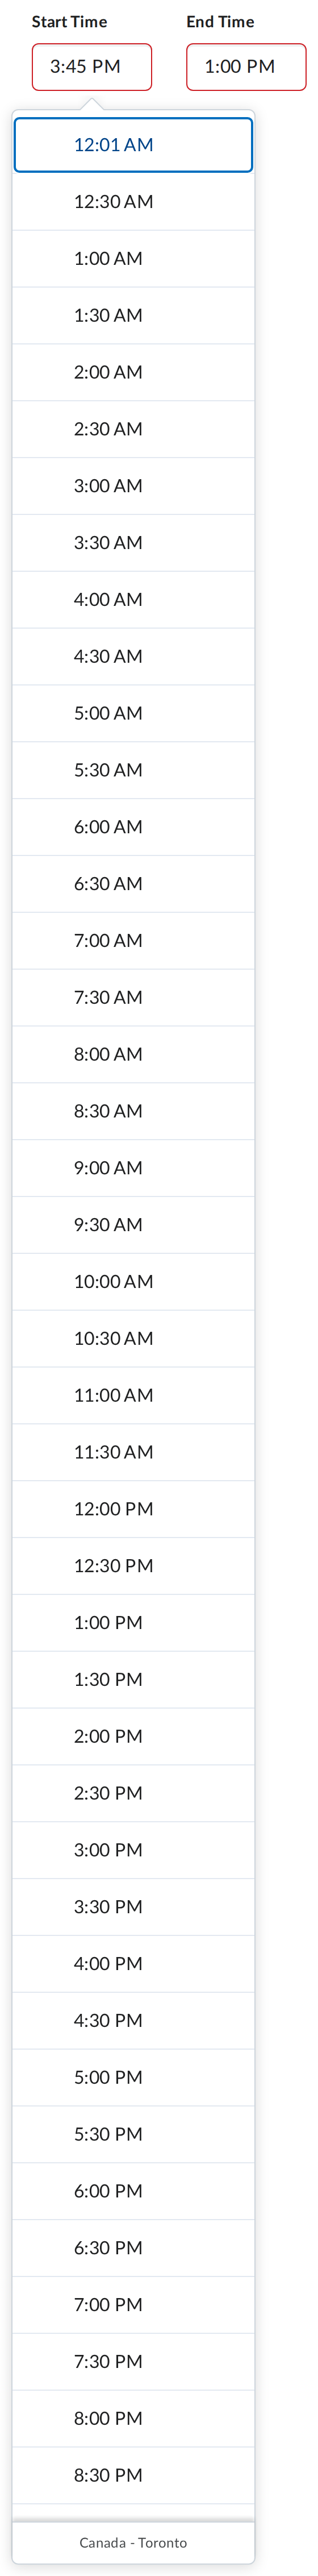 Start Time End Time
3:45 PM 1:00 PM
12:01 AM
12:30 AM
1:00 AM
1:30 AM
2:00 AM
2:30 AM
3:00 AM
3:30 AM
4:00 AM
4:30 AM
5:00 AM
5:30 AM
6:00 AM
6:30 AM
7:00 AM
7:30 AM
8:00 AM
8:30 AM
9:00 AM
9:30 AM
10:00 AM
10:30 AM
11:00 AM
11:30 AM
12:00 PM
12:30 PM
1:00 PM
1:30 PM
2:00 PM
2:30 PM
3:00 PM
3:30 PM
4:00 PM
4:30 PM
5:00 PM
5:30 PM
6:00 PM
6:30 PM
7:00 PM
7:30 PM
8:00 PM
8:30 PM
Canada - Toronto